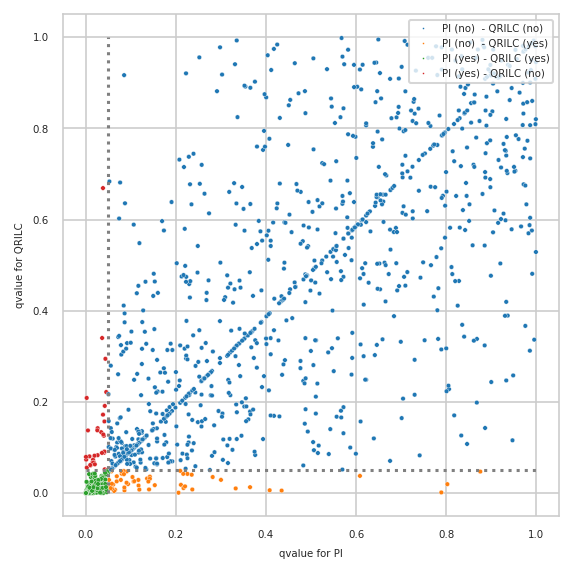 1.0
0.8
0.6
0.4
0.2
0.0
qvalue for QRILC
PI (no) - QRILC (no)
PI (no) - QRILC (yes)
PI (yes) - QRILC (yes)
PI (yes) - QRILC (no)
0.0 0.2 0.4 0.6 0.8 1.0
qvalue for PI